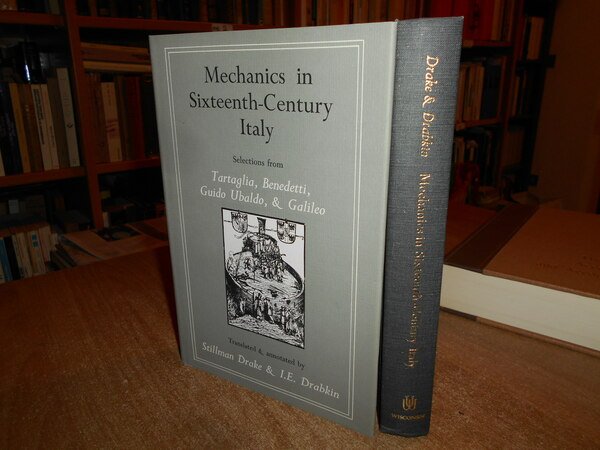 Mechanics in
Sixteenth-Century
Italy
Selections from
Tartaglia, Benedetti,
Guido Ubaldo, & Galileo
Translated & annotated by
Stillman Drake & I.E. Drabkin
Drake & Drabkin Mechanics in Sixteenth-Century Italy
WISCONSIN